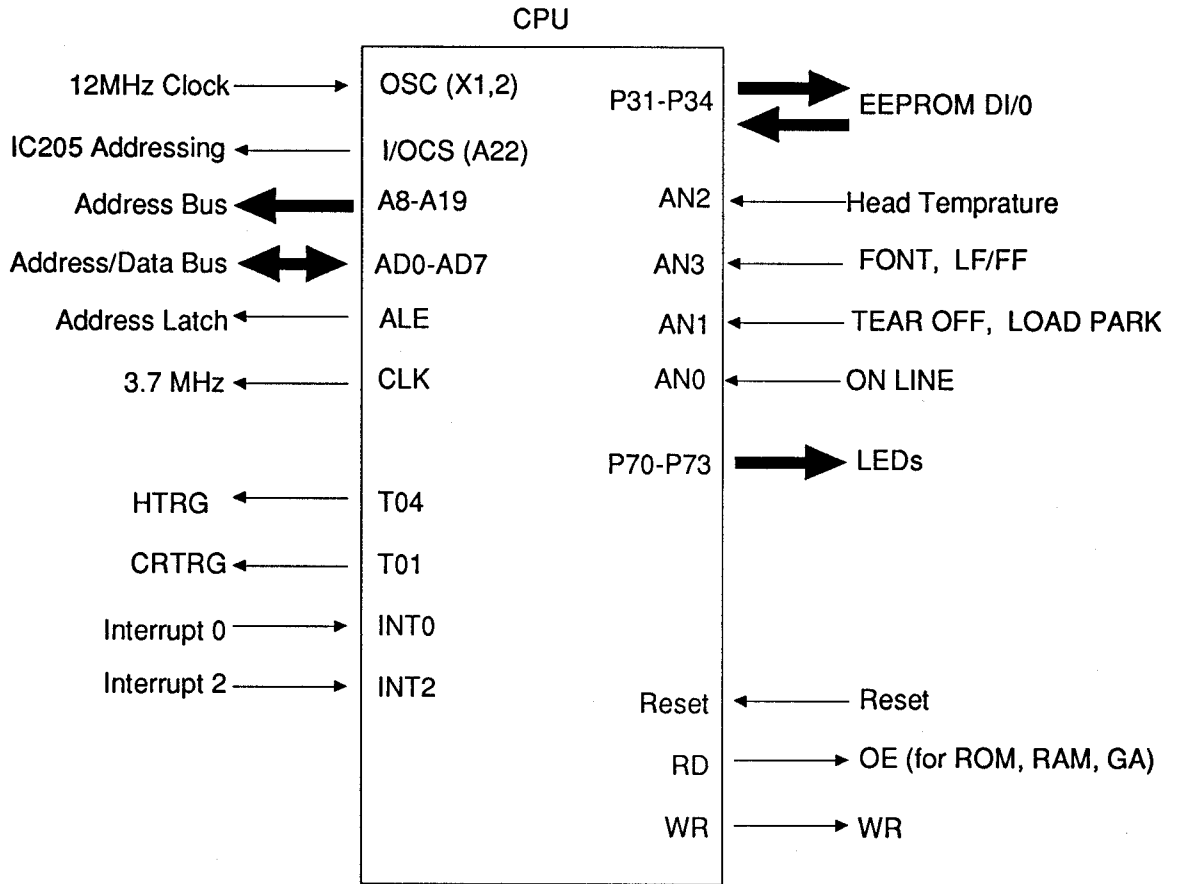 CPU
12MHz Clock OSC (X1,2) P31-P34 EEPROM DI/0
IC205 Addressing I/OCS (A22)
Address Bus A8-A19 AN2 Head Temprature
Address/Data Bus AD0-AD7 AN3 FONT, LF/FF
Address Latch ALE AN1 TEAR OFF, LOAD PARK
3.7 MHz CLK AN0 ON LINE
P70-P73 LEDs
HTRG T04
CRTRG T01
Interrupt 0 INT0
Interrupt 2 INT2 Reset Reset
RD OE (for ROM, RAM, GA)
WR WR